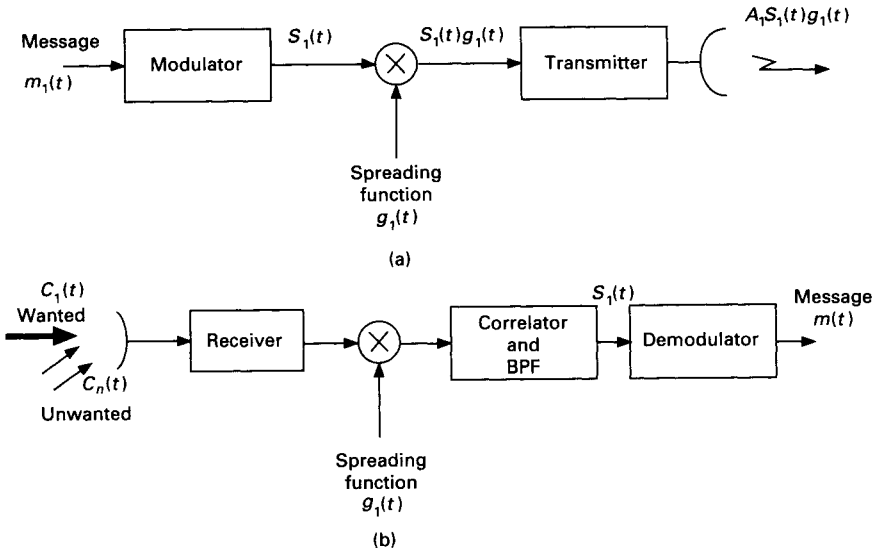 Message
m₁(t)
Modulator
S₁(t)
S₁(t)g₁(t)
Transmitter
A₁S₁(t)g₁(t)
Spreading
function
g₁(t)
(a)
C₁(t)
Wanted
Cₙ(t)
Unwanted
Receiver
Correlator
and
BPF
S₁(t)
Demodulator
Message
m(t)
Spreading
function
g₁(t)
(b)